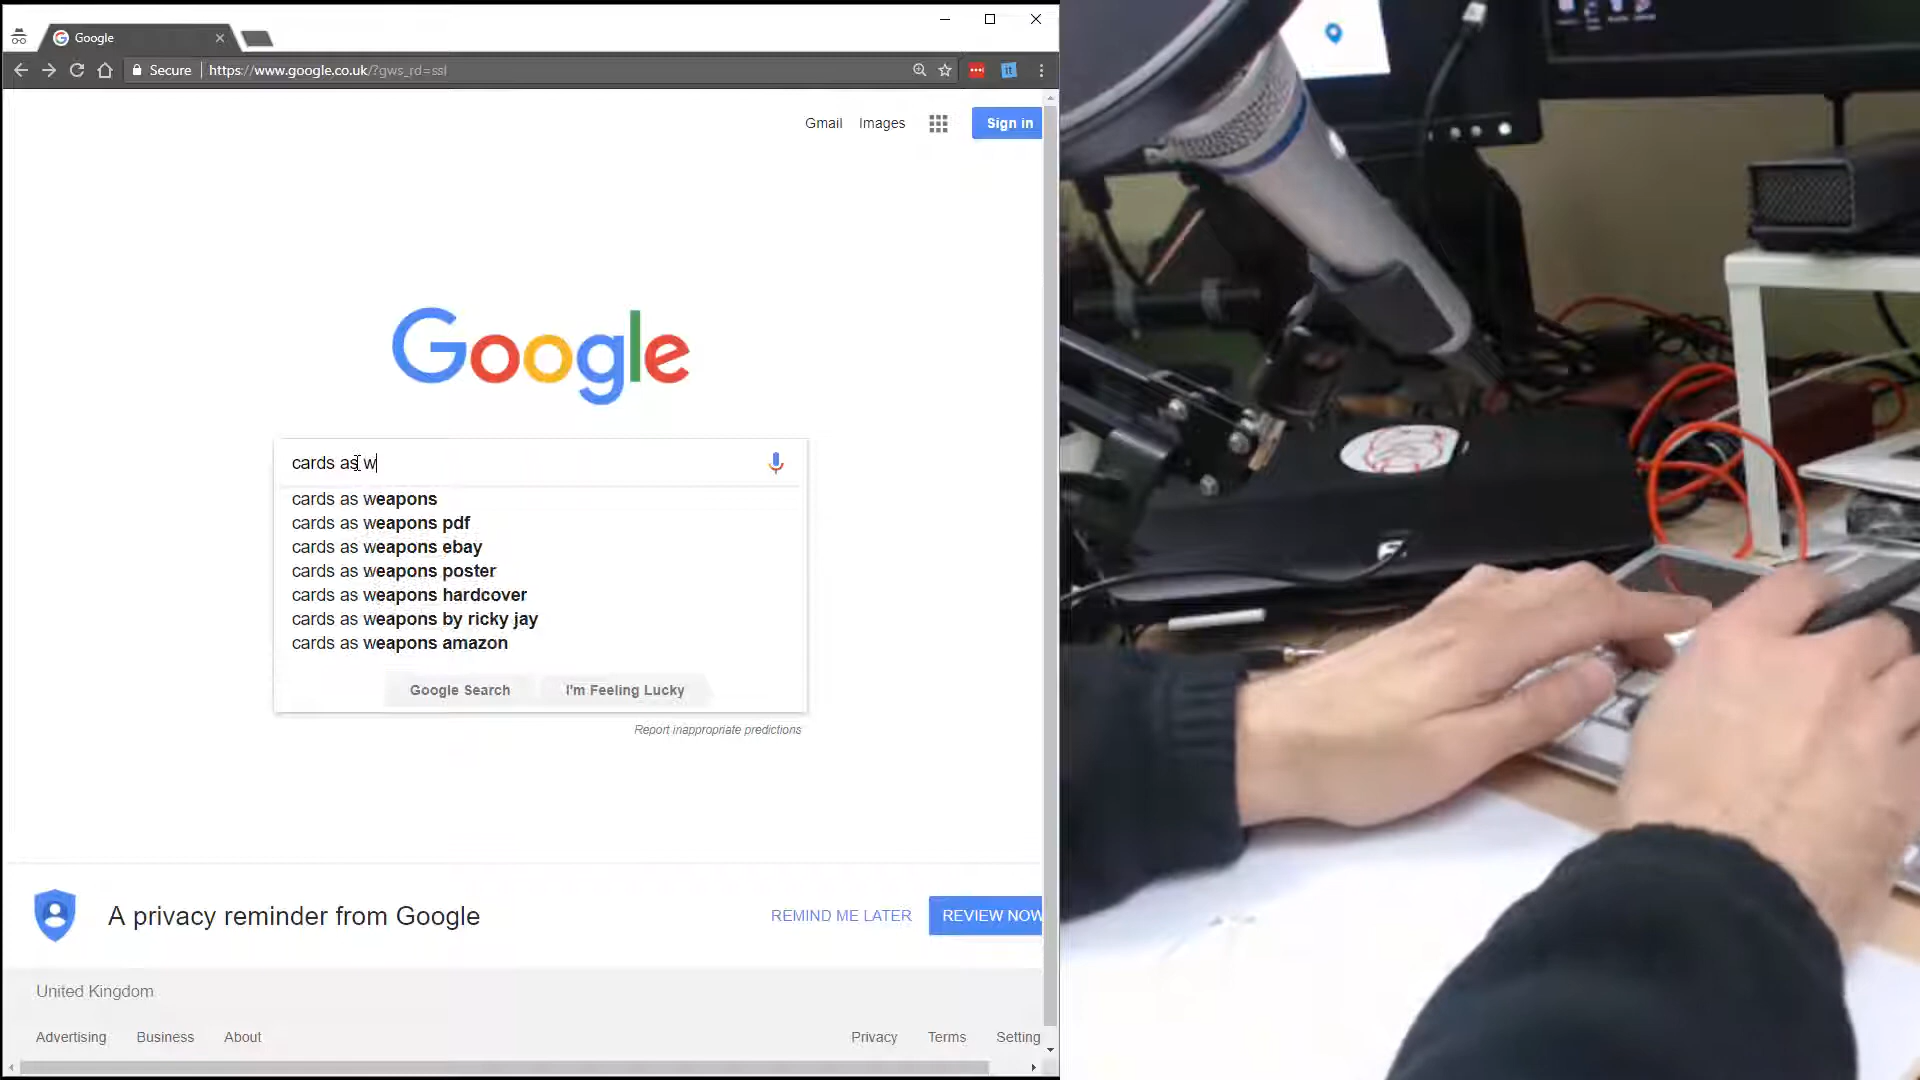 Google
Secure
https://www.google.co.uk/?gws_rd=ssl
Gmail
Images
Sign in
Google
cards as w
cards as weapons
cards as weapons pdf
cards as weapons ebay
cards as weapons poster
cards as weapons hardcover
cards as weapons by ricky jay
cards as weapons amazon
Google Search
I'm Feeling Lucky
Report inappropriate predictions
A privacy reminder from Google
REMIND ME LATER
REVIEW NOW
United Kingdom
Advertising
Business
About
Privacy
Terms
Setting